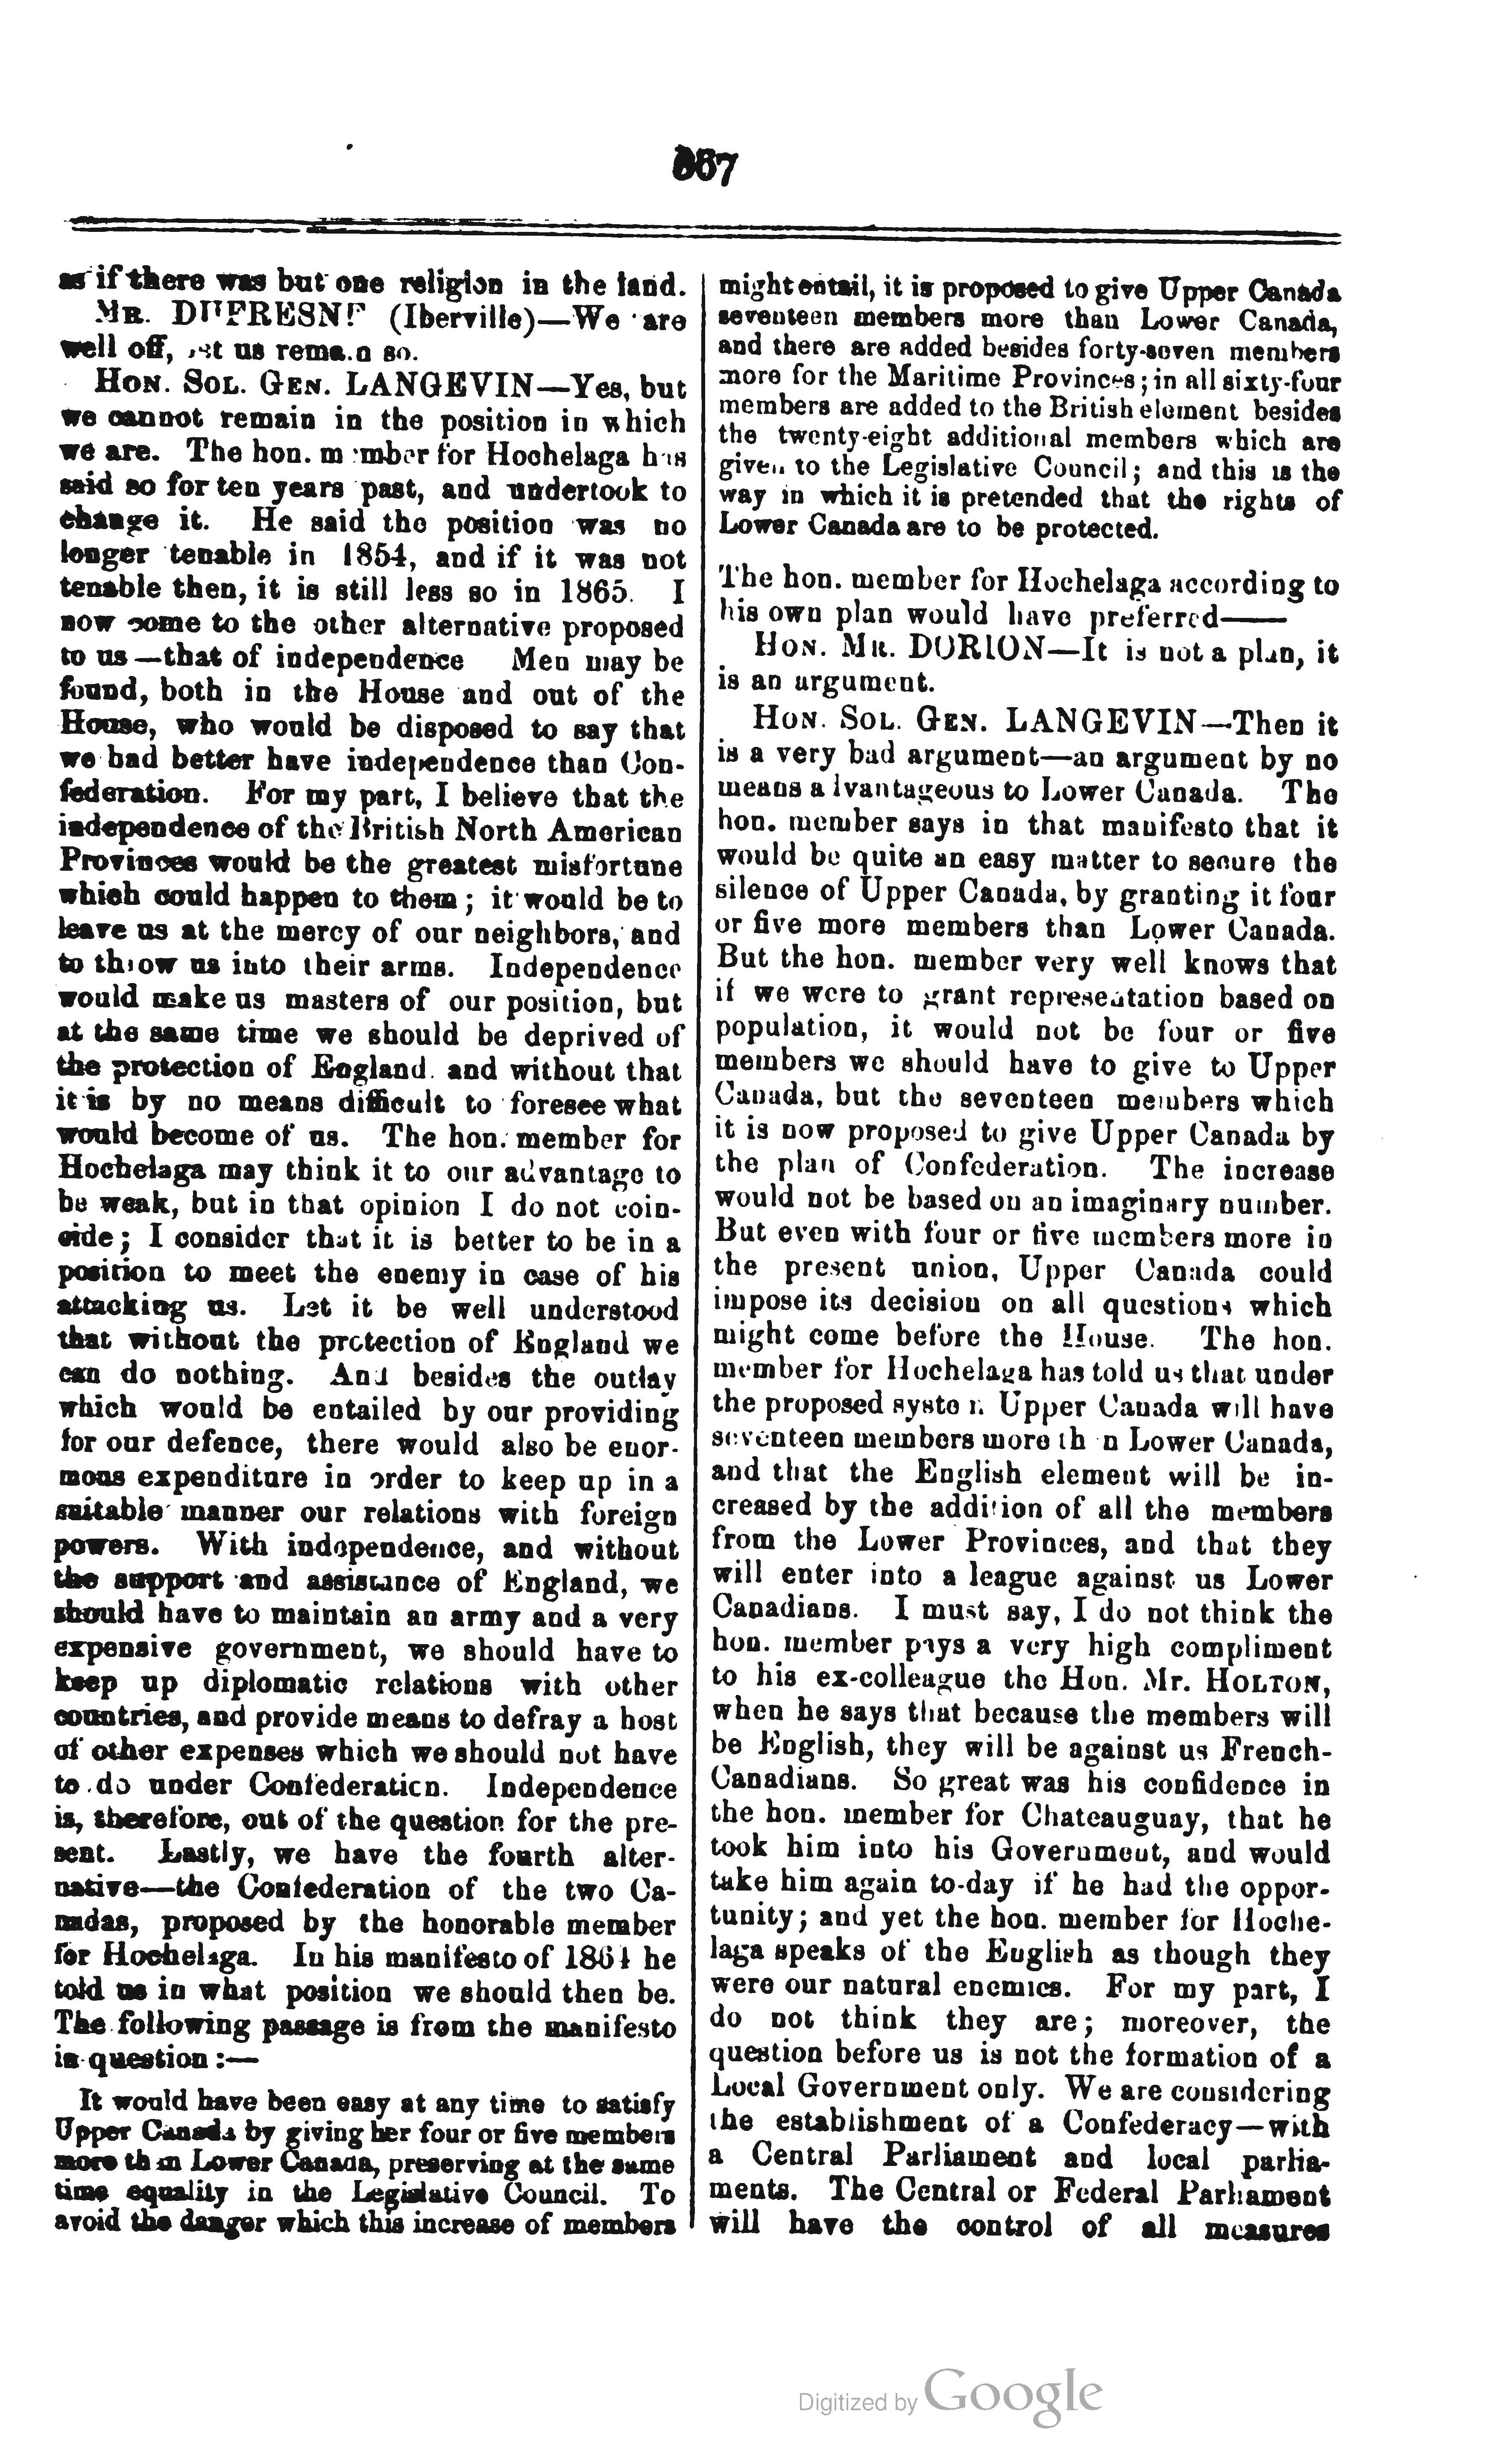 367
as if there was but one religion in the land.
MR. DUFRESNE (Iberville)—We are
well off, let us remain so.
HON. SOL. GEN. LANGEVIN—Yes, but
we cannot remain in the position in which
we are. The hon. member for Hochelaga has
said so for ten years past, and undertook to
change it. He said the position was no
longer tenable in 1854, and if it was not
tenable then, it is still less so in 1865. I
now come to the other alternative proposed
to us—that of independence Men may be
found, both in the House and out of the
House, who would be disposed to say that
we had better have independence than Con-
federation. For my part, I believe that the
independence of the British North American
Provinces would be the greatest misfortune
which could happen to them; it would be to
leave us at the mercy of our neighbors, and
to throw us into their arms. Independence
would make us masters of our position, but
at the same time we should be deprived of
the protection of England. and without that
it is by no means difficult to foresee what
would become of us. The hon. member for
Hochelaga may think it to our advantage to
be weak, but in that opinion I do not coin-
cide; I consider that it is better to be in a
position to meet the enemy in case of his
attacking us. Let it be well understood
that without the protection of England we
can do nothing. And besides the outlay
which would be entailed by our providing
for our defence, there would also be enor-
mous expenditure in order to keep up in a
suitable manner our relations with foreign
powers. With independence, and without
the support and assistance of England, we
should have to maintain an army and a very
expensive government, we should have to
keep up diplomatic relations with other
countries, and provide means to defray a host
of other expenses which we should not have
to do under Confederation. Independence
is, therefore, out of the question for the pre-
sent. Lastly, we have the fourth alter-
native—the Confederation of the two Ca-
nadas, proposed by the honorable member
for Hochelaga. In his manifesto of 1864 he
told us in what position we should then be.
The following passage is from the manifesto
in question:—
It would have been easy at any time to satisfy
Upper Canada by giving her four or five members
more than Lower Canada, preserving at the same
time equality in the Legislative Council. To
avoid the danger which this increase of members
might entail, it is proposed to give Upper Canada
seventeen members more than Lower Canada,
and there are added besides forty-seven members
more for the Maritime Provinces; in all sixty-four
members are added to the British element besides
the twenty-eight additional members which are
given to the Legislative Council; and this is the
way in which it is pretended that the rights of
Lower Canada are to be protected.
The hon. member for Hochelaga according to
his own plan would have preferred——
HON. MR. DORION—It is not a plan, it
is an argument.
HON. SOL. GEN. LANGEVIN—Then it
is a very bad argument—an argument by no
means advantageous to Lower Canada. The
hon. member says in that manifesto that it
would be quite an easy matter to secure the
silence of Upper Canada, by granting it four
or five more members than Lower Canada.
But the hon. member very well knows that
if we were to grant representation based on
population, it would not be four or five
members we should have to give to Upper
Canada, but the seventeen members which
it is now proposed to give Upper Canada by
the plan of Confederation. The increase
would not be based on an imaginary number.
But even with four or five members more in
the present union, Upper Canada could
impose its decision on all questions which
might come before the House. The hon.
member for Hochelaga has told us that under
the proposed system Upper Canada will have
seventeen members more than Lower Canada,
and that the English element will be in-
creased by the addition of all the members
from the Lower Provinces, and that they
will enter into a league against us Lower
Canadians. I must say, I do not think the
hon. member pays a very high compliment
to his ex-colleague the Hon. Mr. HOLTON,
when he says that because the members will
be English, they will be against us French-
Canadians. So great was his confidence in
the hon. member for Chateauguay, that he
took him into his Government, and would
take him again to-day if he had the oppor-
tunity; and yet the hon. member for Hoche-
laga speaks of the English as though they
were our natural enemies. For my part, I
do not think they are; moreover, the
question before us is not the formation of a
Local Government only. We are considering
the establishment of a Confederacy—with
a Central Parliament and local parlia-
ments. The Central or Federal Parliament
will have the control of all measures
Digitized by Google